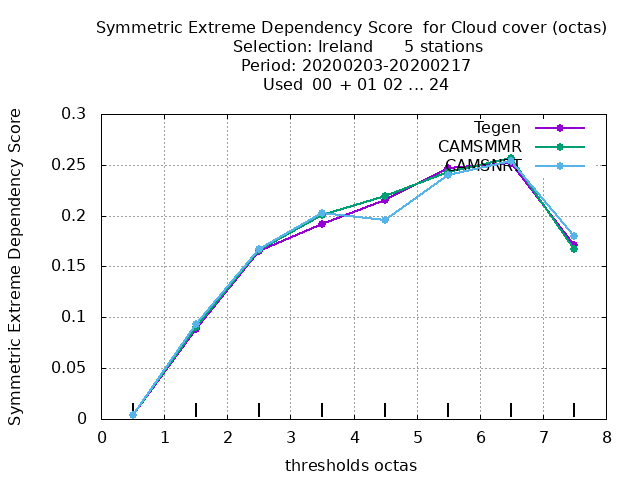 Symmetric Extreme Dependency Score  for Cloud cover (octas)
Selection: Ireland      5 stations
Period: 20200203-20200217
Used  00 + 01 02 ... 24
Symmetric Extreme Dependency Score
0.3
0.25
0.2
0.15
0.1
0.05
0
Tegen
CAMSMMR
CAMSNRT
0 1 2 3 4 5 6 7 8
thresholds octas